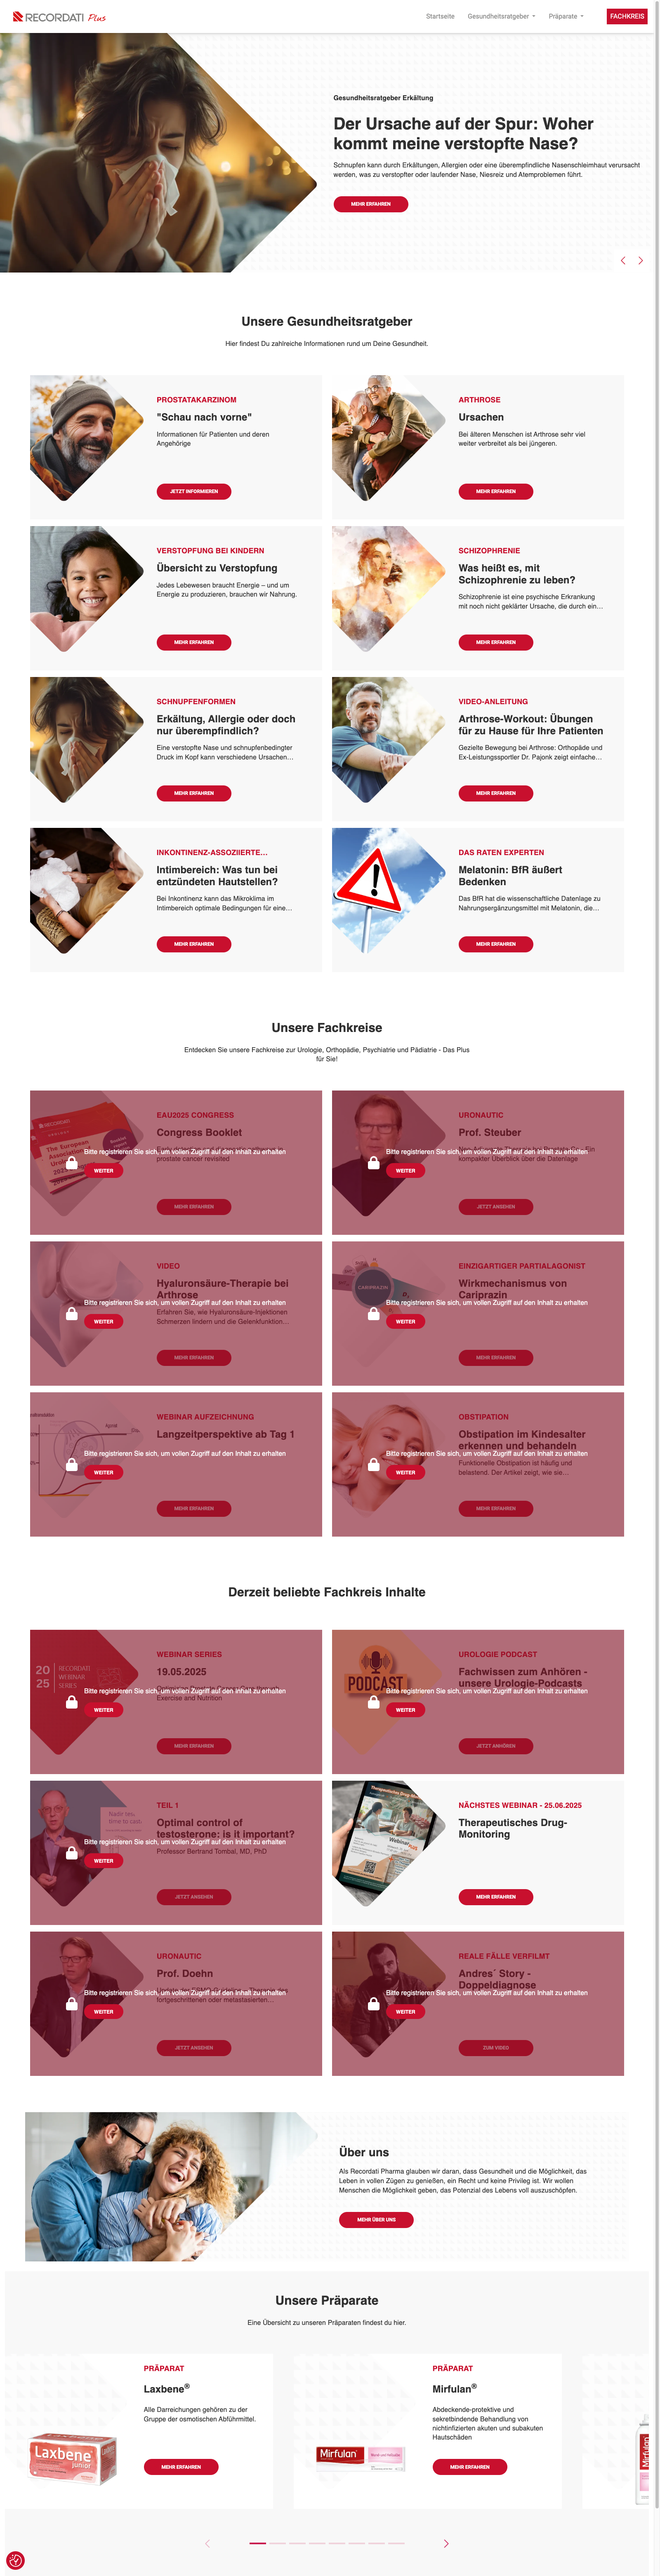 RECORDATI Plus
Startseite
Gesundheitsratgeber
Präparate
FACHKREIS
Gesundheitsratgeber Erkältung
Der Ursache auf der Spur: Woher
kommt meine verstopfte Nase?
Schnupfen kann durch Erkältungen, Allergien oder eine überempfindliche Nasenschleimhaut verursacht
werden, was zu verstopfter oder laufender Nase, Niesreiz und Atemproblemen führt.
MEHR ERFAHREN
Unsere Gesundheitsratgeber
Hier findest Du zahlreiche Informationen rund um Deine Gesundheit.
PROSTATAKARZINOM
"Schau nach vorne"
Informationen für Patienten und deren
Angehörige
JETZT INFORMIEREN
ARTHROSE
Ursachen
Bei älteren Menschen ist Arthrose sehr viel
weiter verbreitet als bei jüngeren.
MEHR ERFAHREN
VERSTOPFUNG BEI KINDERN
Übersicht zu Verstopfung
Jedes Lebewesen braucht Energie – und um
Energie zu produzieren, brauchen wir Nahrung.
MEHR ERFAHREN
SCHIZOPHRENIE
Was heißt es, mit
Schizophrenie zu leben?
Schizophrenie ist eine psychische Erkrankung
mit noch nicht geklärter Ursache, die durch ein…
MEHR ERFAHREN
SCHNUPFENFORMEN
Erkältung, Allergie oder doch
nur überempfindlich?
Eine verstopfte Nase und schnupfenbedingter
Druck im Kopf kann verschiedene Ursachen…
MEHR ERFAHREN
VIDEO-ANLEITUNG
Arthrose-Workout: Übungen
für zu Hause für Ihre Patienten
Gezielte Bewegung bei Arthrose: Orthopäde und
Ex-Leistungssportler Dr. Pajonk zeigt einfache…
MEHR ERFAHREN
INKONTINENZ-ASSOZIIERTE…
Intimbereich: Was tun bei
entzündeten Hautstellen?
Bei Inkontinenz kann das Mikroklima im
Intimbereich optimale Bedingungen für eine…
MEHR ERFAHREN
DAS RATEN EXPERTEN
Melatonin: BfR äußert
Bedenken
Das BfR hat die wissenschaftliche Datenlage zu
Nahrungsergänzungsmittel mit Melatonin, die…
MEHR ERFAHREN
Unsere Fachkreise
Entdecken Sie unsere Fachkreise zur Urologie, Orthopädie, Psychiatrie und Pädiatrie - Das Plus
für Sie!
EAU2025 CONGRESS
Congress Booklet
Bitte registrieren Sie sich, um vollen Zugriff auf den Inhalt zu erhalten
prostate cancer revisited
WEITER
MEHR ERFAHREN
URONAUTIC
Prof. Steuber
Bitte registrieren Sie sich, um vollen Zugriff auf den Inhalt zu erhalten
kompakter Überblick über die Datenlage
WEITER
JETZT ANSEHEN
VIDEO
Hyaluronsäure-Therapie bei
Arthrose
Bitte registrieren Sie sich, um vollen Zugriff auf den Inhalt zu erhalten
Erfahren Sie, wie Hyaluronsäure-Injektionen
Schmerzen lindern und die Gelenkfunktion…
WEITER
MEHR ERFAHREN
CARIPRAZIN
EINZIGARTIGER PARTIALAGONIST
Wirkmechanismus von
Cariprazin
Bitte registrieren Sie sich, um vollen Zugriff auf den Inhalt zu erhalten
WEITER
MEHR ERFAHREN
WEBINAR AUFZEICHNUNG
Langzeitperspektive ab Tag 1
Bitte registrieren Sie sich, um vollen Zugriff auf den Inhalt zu erhalten
WEITER
MEHR ERFAHREN
OBSTIPATION
Obstipation im Kindesalter
erkennen und behandeln
Bitte registrieren Sie sich, um vollen Zugriff auf den Inhalt zu erhalten
Funktionelle Obstipation ist häufig und
belastend. Der Artikel zeigt, wie sie…
WEITER
MEHR ERFAHREN
Derzeit beliebte Fachkreis Inhalte
20
25
RECORDATI
WEBINAR
SERIES
WEBINAR SERIES
19.05.2025
Bitte registrieren Sie sich, um vollen Zugriff auf den Inhalt zu erhalten
Exercise and Nutrition
WEITER
MEHR ERFAHREN
PODCAST
UROLOGIE PODCAST
Fachwissen zum Anhören -
unsere Urologie-Podcasts
Bitte registrieren Sie sich, um vollen Zugriff auf den Inhalt zu erhalten
WEITER
JETZT ANHÖREN
TEIL 1
Optimal control of
testosterone: is it important?
Bitte registrieren Sie sich, um vollen Zugriff auf den Inhalt zu erhalten
Professor Bertrand Tombal, MD, PhD
WEITER
JETZT ANSEHEN
NÄCHSTES WEBINAR - 25.06.2025
Therapeutisches Drug-
Monitoring
MEHR ERFAHREN
URONAUTIC
Prof. Doehn
Bitte registrieren Sie sich, um vollen Zugriff auf den Inhalt zu erhalten
fortgeschrittenen oder metastasierten…
WEITER
JETZT ANSEHEN
REALE FÄLLE VERFILMT
Andres´ Story -
Doppeldiagnose
Bitte registrieren Sie sich, um vollen Zugriff auf den Inhalt zu erhalten
WEITER
ZUM VIDEO
Über uns
Als Recordati Pharma glauben wir daran, dass Gesundheit und die Möglichkeit, das
Leben in vollen Zügen zu genießen, ein Recht und keine Privileg ist. Wir wollen
Menschen die Möglichkeit geben, das Potenzial des Lebens voll auszuschöpfen.
MEHR ÜBER UNS
Unsere Präparate
Eine Übersicht zu unseren Präparaten findest du hier.
PRÄPARAT
Laxbene®
Alle Darreichungen gehören zu der
Gruppe der osmotischen Abführmittel.
MEHR ERFAHREN
Laxbene
junior
PRÄPARAT
Mirfulan®
Abdeckende-protektive und
sekretbindende Behandlung von
nichtinfizierten akuten und subakuten
Hautschäden
MEHR ERFAHREN
Mirfulan
Mirfulan